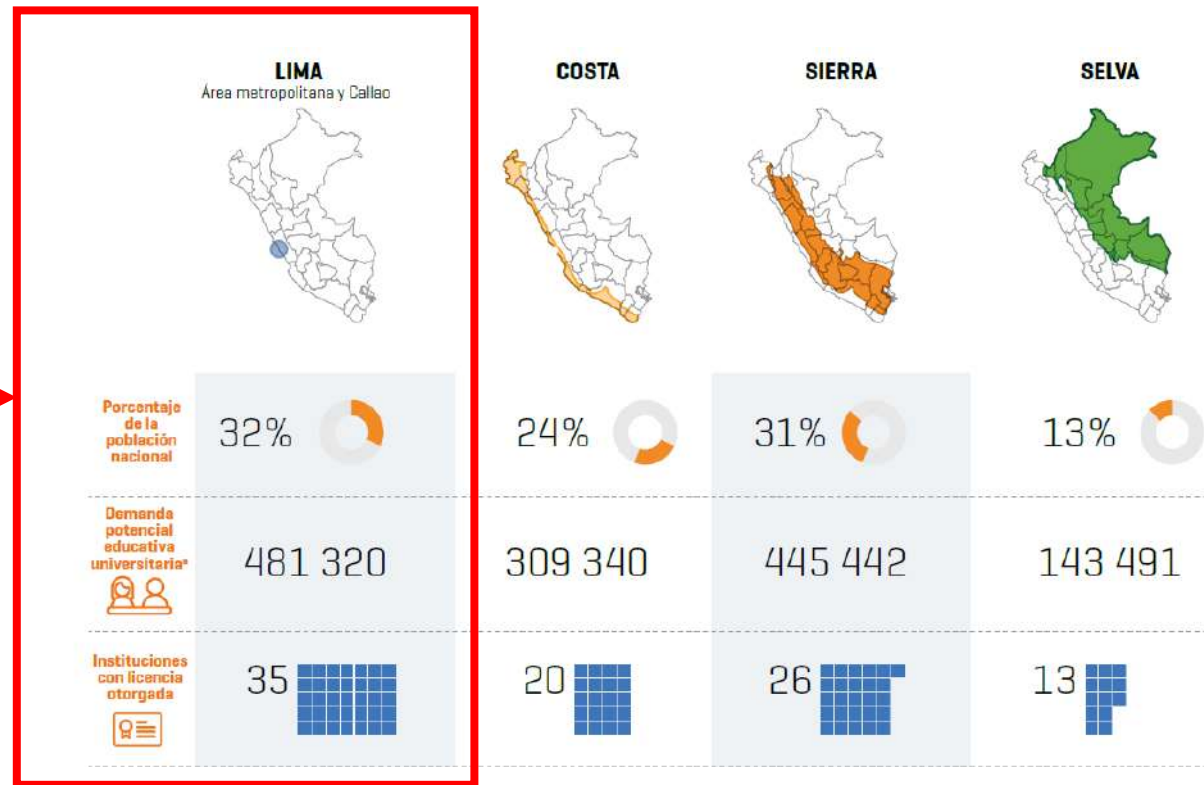 LIMA
Área metropolitana y Callao
COSTA
SIERRA
SELVA
Porcentaje
de la
población
nacional
32%
24%
31%
13%
Demanda
potencial
educativa
universitaria*
481 320
309 340
445 442
143 491
Instituciones
con licencia
otorgada
35
20
26
13